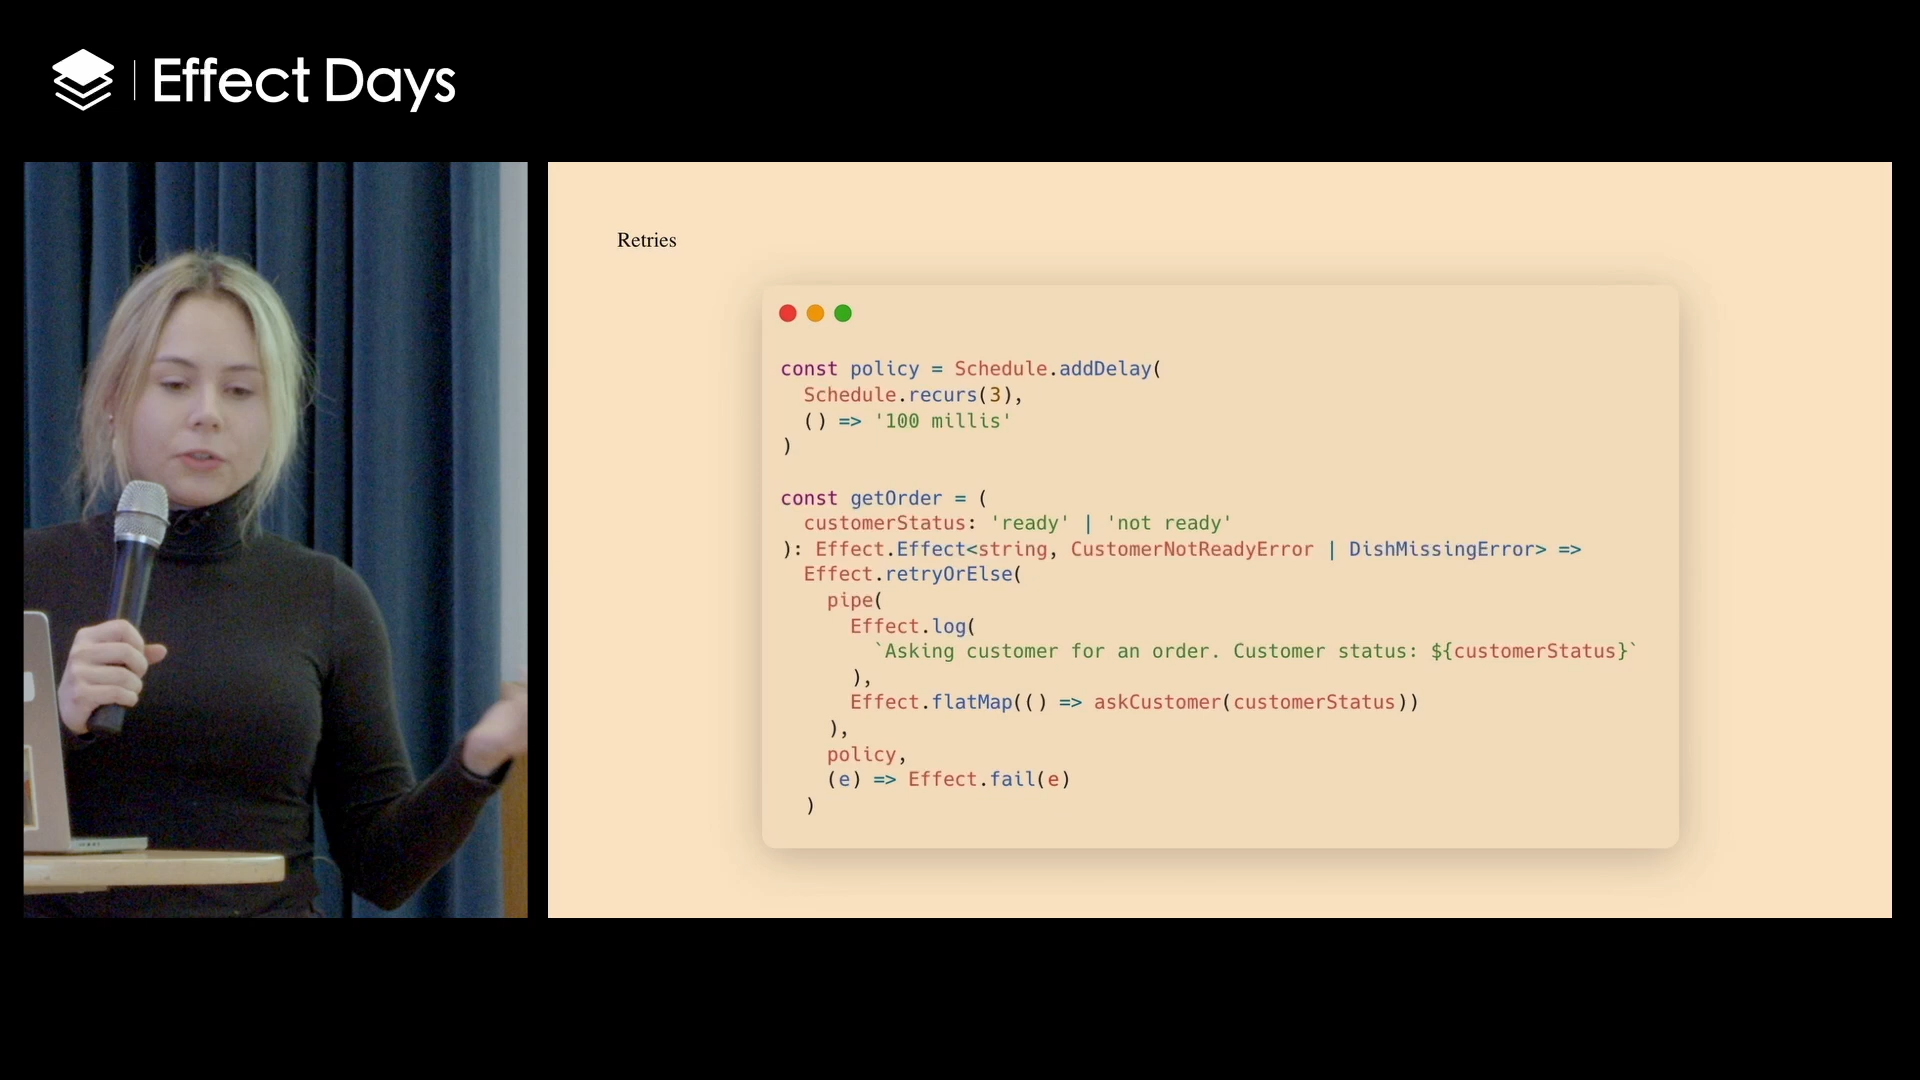 Effect Days
Retries
const policy = Schedule.addDelay(
  Schedule.recurs(3),
  () => '100 millis'
)
const getOrder = (
  customerStatus: 'ready' | 'not ready'
): Effect.Effect<string, CustomerNotReadyError | DishMissingError> =>
  Effect.retryOrElse(
    pipe(
      Effect.log(
        `Asking customer for an order. Customer status: ${customerStatus}`
      ),
      Effect.flatMap(() => askCustomer(customerStatus))
    ),
    policy,
    (e) => Effect.fail(e)
  )